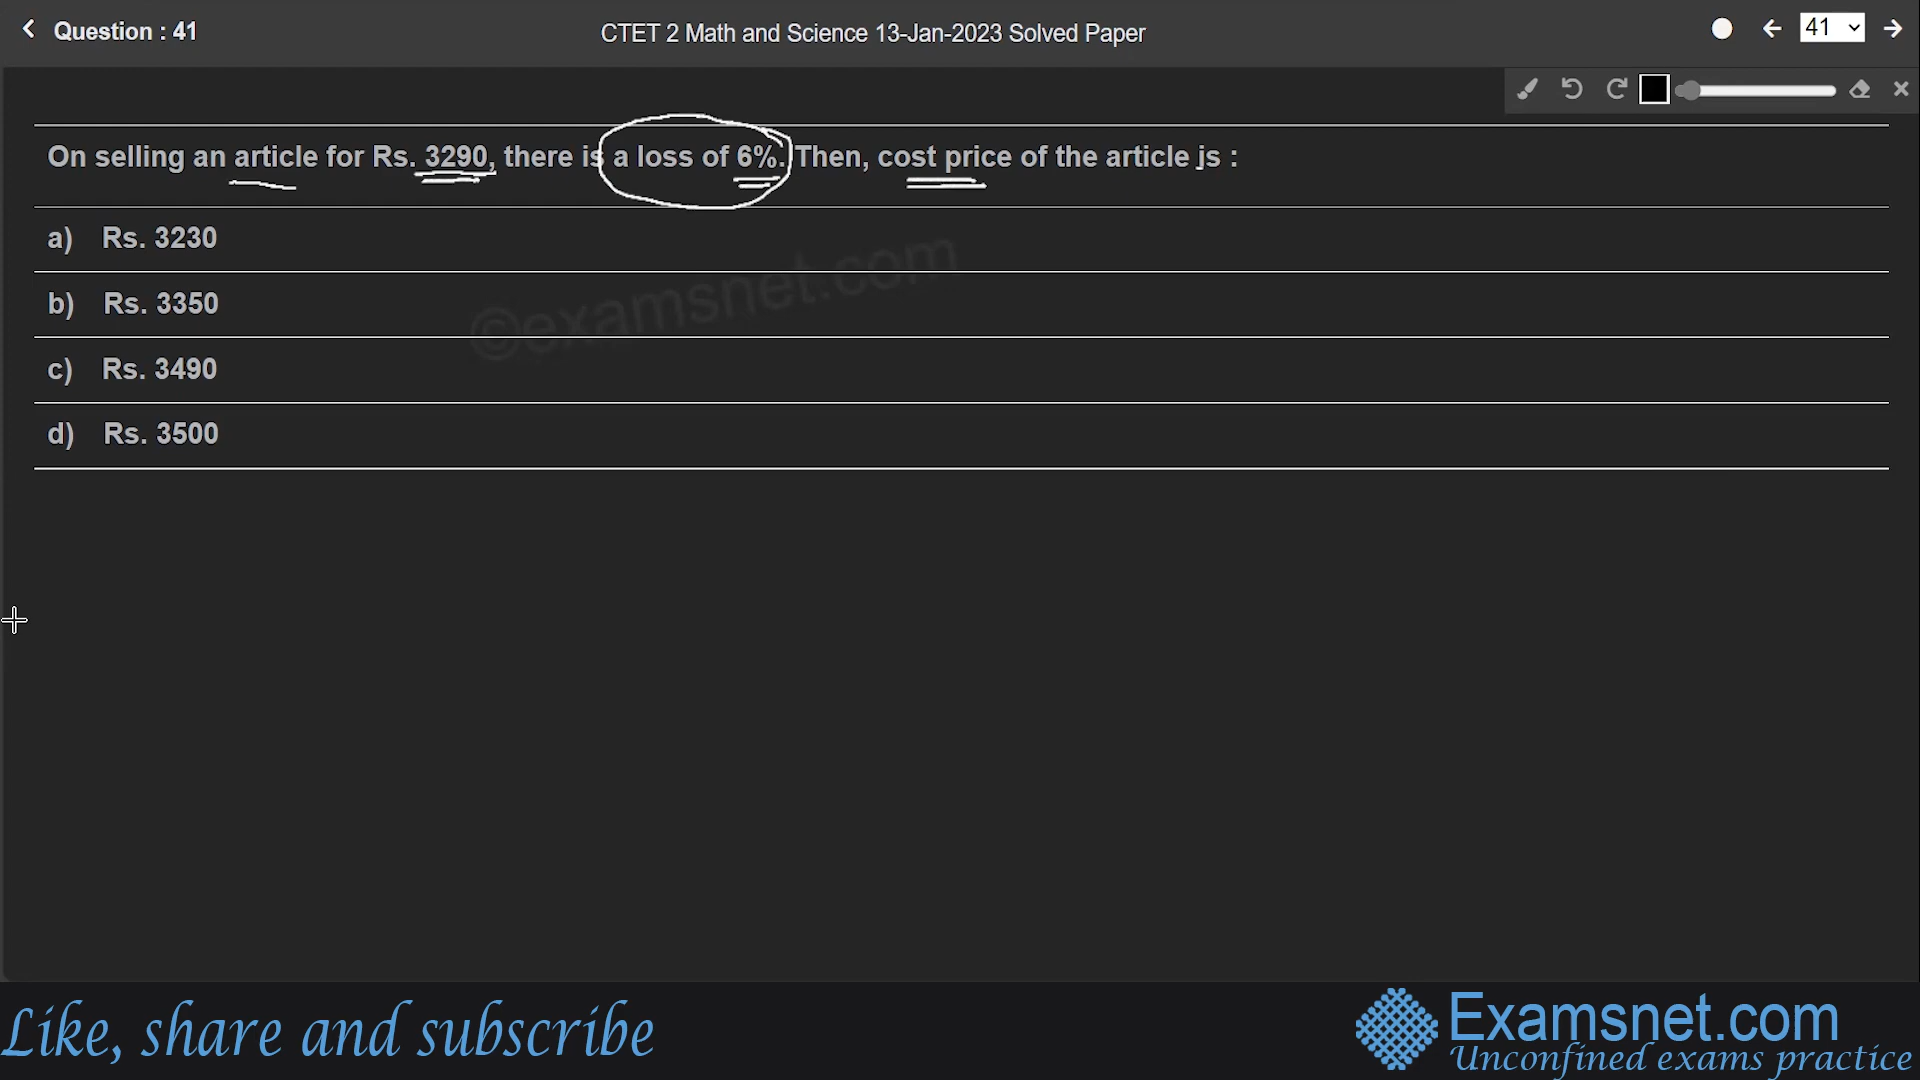 Question : 41
CTET 2 Math and Science 13-Jan-2023 Solved Paper
41
On selling an article for Rs. 3290, there is a loss of 6%. Then, cost price of the article js :
a) Rs. 3230
©examsnet.com
b) Rs. 3350
c) Rs. 3490
d) Rs. 3500
Like, share and subscribe
Examsnet.com
Unconfined exams practice